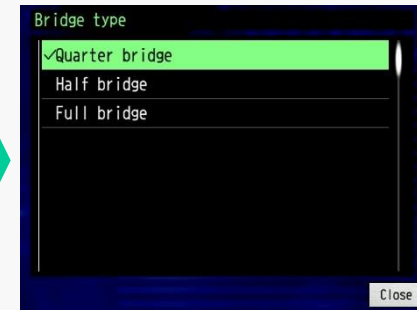 Bridge type
✓Quarter bridge
Half bridge
Full bridge
Close